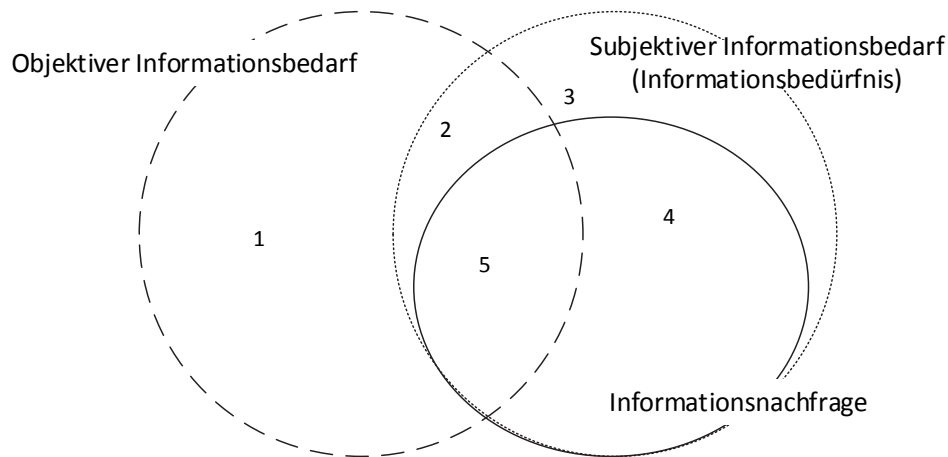 Objektiver Informationsbedarf
Subjektiver Informationsbedarf
(Informationsbedürfnis)
3
2
4
1
5
Informationsnachfrage